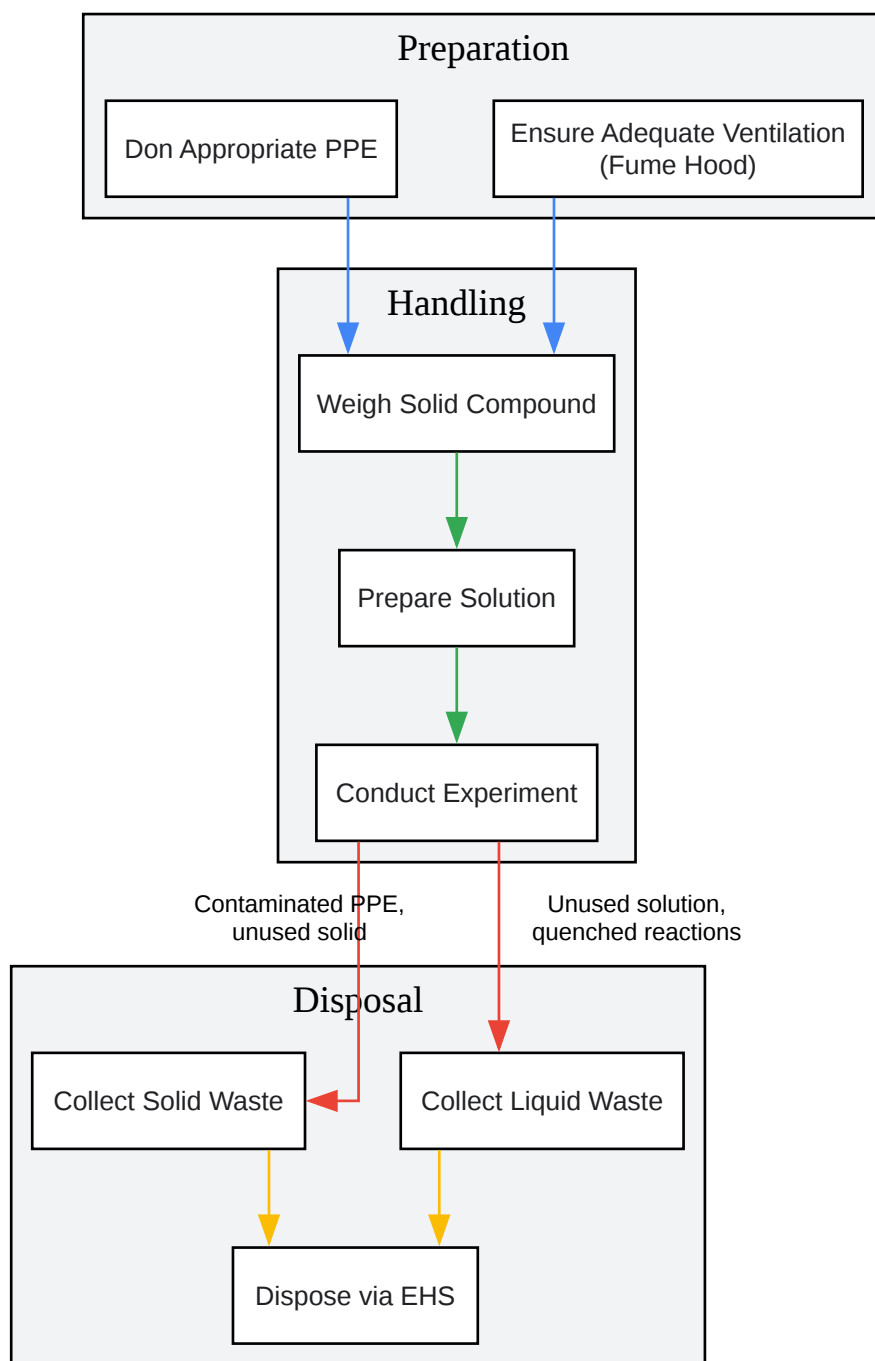 Preparation
Don Appropriate PPE
Ensure Adequate Ventilation
(Fume Hood)
Handling
Weigh Solid Compound
Prepare Solution
Conduct Experiment
Contaminated PPE,
unused solid
Unused solution,
quenched reactions
Disposal
Collect Solid Waste
Collect Liquid Waste
Dispose via EHS